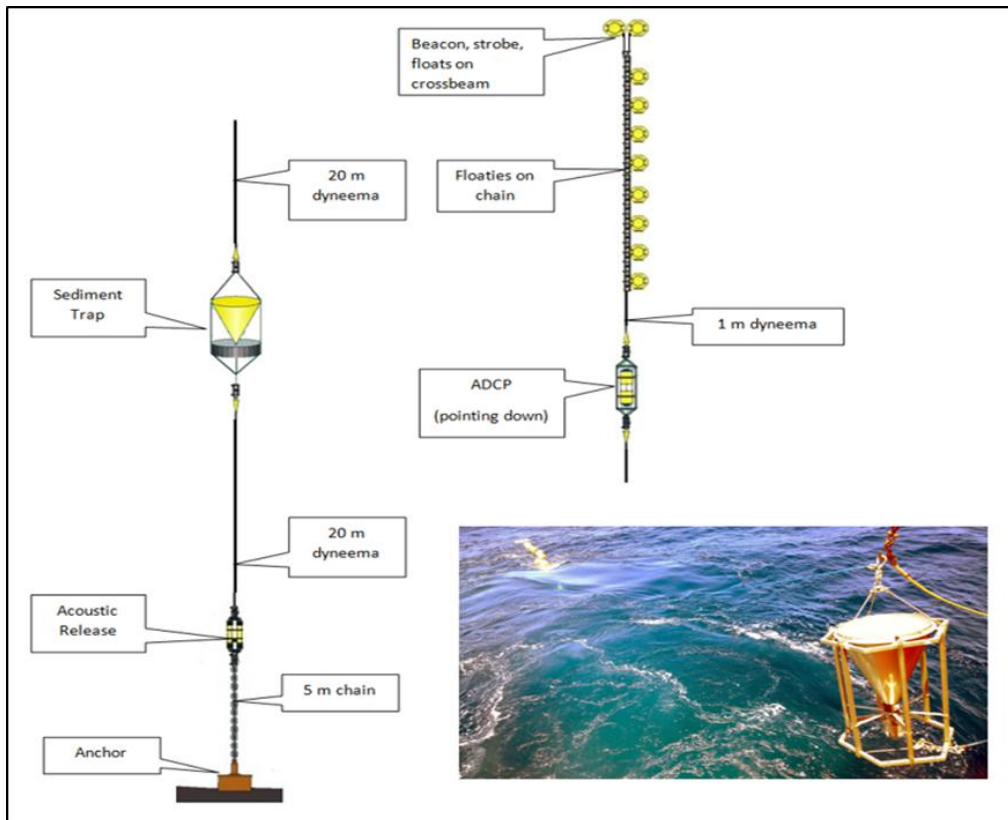 Beacon, strobe,
floats on
crossbeam
20 m
dyneema
Floaties on
chain
Sediment
Trap
1 m dyneema
ADCP
(pointing down)
20 m
dyneema
Acoustic
Release
5 m chain
Anchor